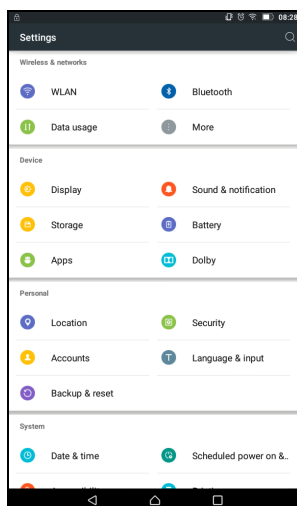 08:28
Settings
Wireless & networks
WLAN
Bluetooth
Data usage
More
Device
Display
Sound & notification
Storage
Battery
Apps
Dolby
Personal
Location
Security
Accounts
Language & input
Backup & reset
System
Date & time
Scheduled power on &..